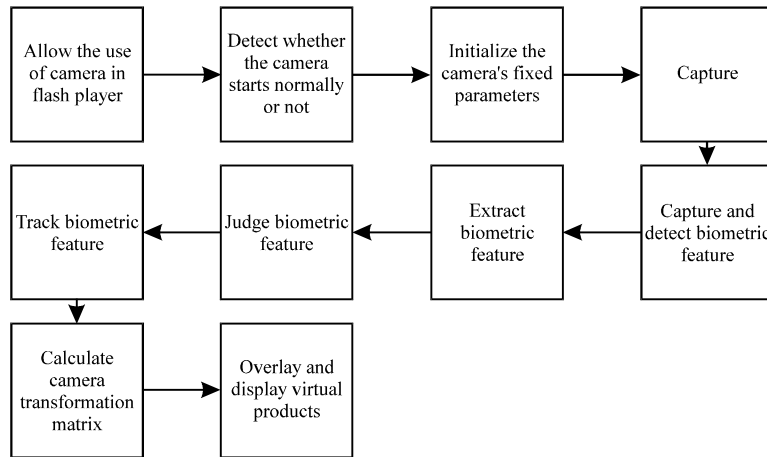 Allow the use
of camera in
flash player
Detect whether
the camera
starts normally
or not
Initialize the
camera's fixed
parameters
Capture
Capture and
detect biometric
feature
Extract
biometric
feature
Judge biometric
feature
Track biometric
feature
Calculate
camera
transformation
matrix
Overlay and
display virtual
products